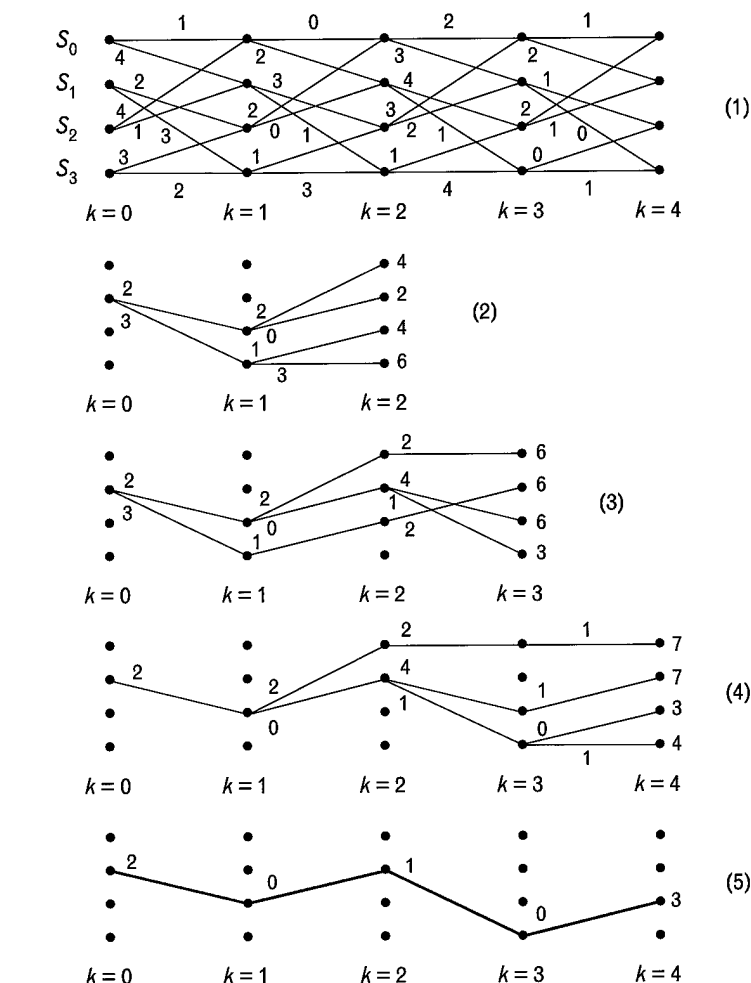 1 0 2 1
S0
4 2 3 2
S1 2 3 4 1
(1)
4 2 3 2
S2 1 3 0 1 2 1 1 0
3 1 1 0
S3
2 3 4 1
k = 0 k = 1 k = 2 k = 3 k = 4
4
2 2
2
(2)
3 0
1 4
3 6
k = 0 k = 1 k = 2
2 6
2 4 6
(3)
3 2 0 1 6
1 2 3
k = 0 k = 1 k = 2 k = 3
2 1 7
2 4 7
(4)
2 1 1 3
0 0 4
1
k = 0 k = 1 k = 2 k = 3 k = 4
2 1
(5)
0 0 3
k = 0 k = 1 k = 2 k = 3 k = 4